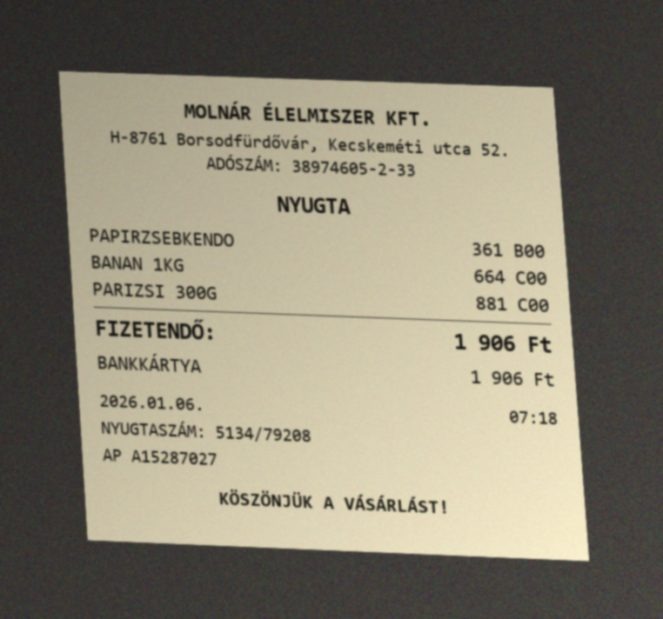 MOLNÁR ÉLELMISZER KFT.
H-8761 Borsodfürdővár, Kecskeméti utca 52.
ADÓSZÁM: 38974605-2-33
NYUGTA
PAPIRZSEBKENDO 361 B00
BANAN 1KG 664 C00
PARIZSI 300G 881 C00
FIZETENDŐ: 1 906 Ft
BANKKÁRTYA 1 906 Ft
2026.01.06. 07:18
NYUGTASZÁM: 5134/79208
AP A15287027
KÖSZÖNJÜK A VÁSÁRLÁST!